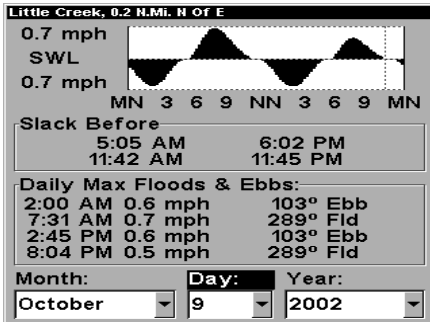 Little Creek, 0.2 N.Mi. N Of E
0.7 mph
SWL
0.7 mph
MN 3 6 9 NN 3 6 9 MN
Slack Before
5:05 AM 6:02 PM
11:42 AM 11:45 PM
Daily Max Floods & Ebbs:
2:00 AM 0.6 mph 103º Ebb
7:31 AM 0.7 mph 289º Fld
2:45 PM 0.6 mph 103º Ebb
8:04 PM 0.5 mph 289º Fld
Month: Day: Year:
October 9 2002